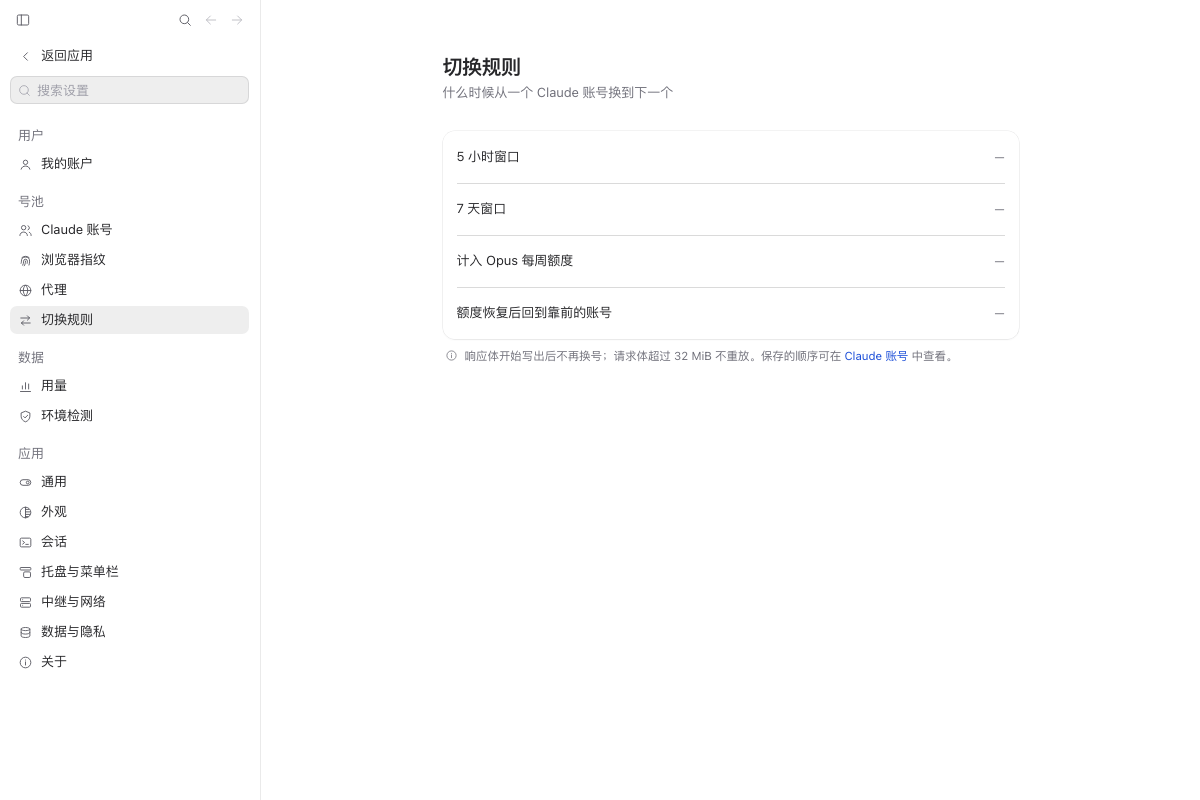 返回应用
搜索设置
用户
我的账户
号池
Claude 账号
浏览器指纹
代理
切换规则
数据
用量
环境检测
应用
通用
外观
会话
托盘与菜单栏
中继与网络
数据与隐私
关于
切换规则
什么时候从一个 Claude 账号换到下一个
5 小时窗口 —
7 天窗口 —
计入 Opus 每周额度 —
额度恢复后回到靠前的账号 —
响应体开始写出后不再换号；请求体超过 32 MiB 不重放。保存的顺序可在 Claude 账号 中查看。